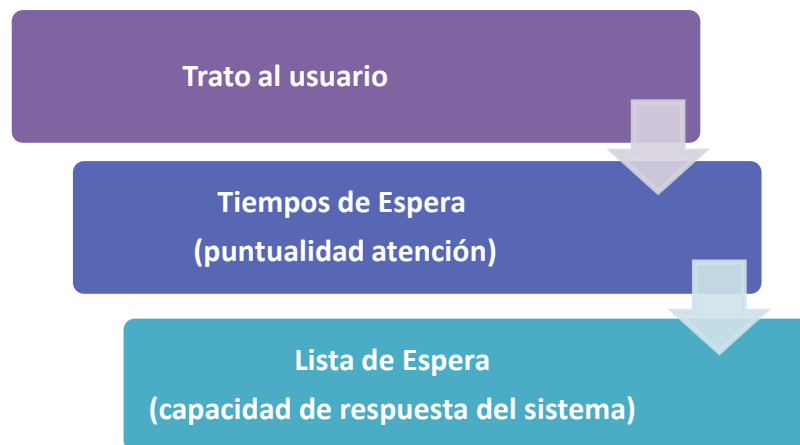 Trato al usuario
Tiempos de Espera
(puntualidad atención)
Lista de Espera
(capacidad de respuesta del sistema)